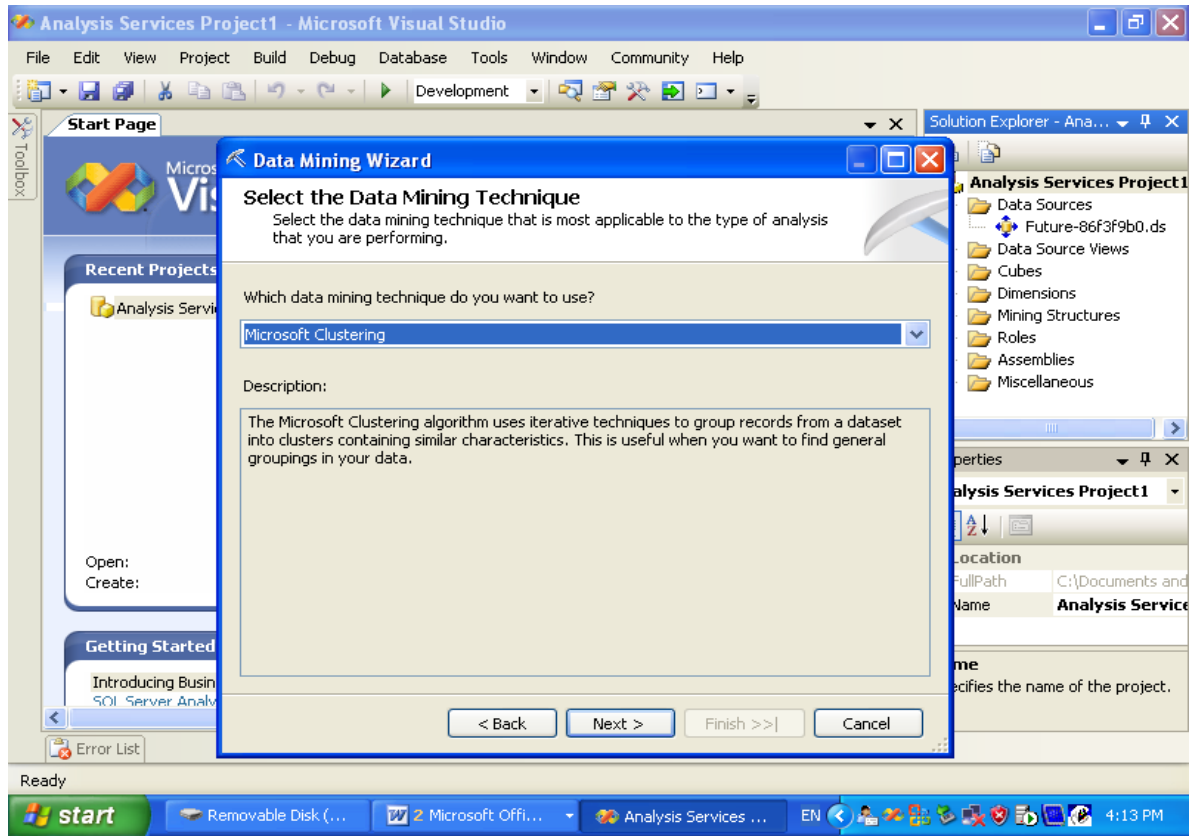 Analysis Services Project1 - Microsoft Visual Studio
File Edit View Project Build Debug Database Tools Window Community Help
Development
Toolbox
Start Page
Solution Explorer - Ana...
Data Mining Wizard
Select the Data Mining Technique
Select the data mining technique that is most applicable to the type of analysis
that you are performing.
Which data mining technique do you want to use?
Microsoft Clustering
Description:
The Microsoft Clustering algorithm uses iterative techniques to group records from a dataset
into clusters containing similar characteristics. This is useful when you want to find general
groupings in your data.
< Back Next > Finish >>| Cancel
Micros
Vis
Recent Projects
Analysis Servi
Open:
Create:
Getting Started
Introducing Busin
SQL Server Analy
Analysis Services Project1
Data Sources
Future-86f3f9b0.ds
Data Source Views
Cubes
Dimensions
Mining Structures
Roles
Assemblies
Miscellaneous
perties
alysis Services Project1
Location
FullPath C:\Documents and
Name Analysis Service
me
ecifies the name of the project.
Error List
Ready
start Removable Disk (... 2 Microsoft Offi... Analysis Services ... EN 4:13 PM